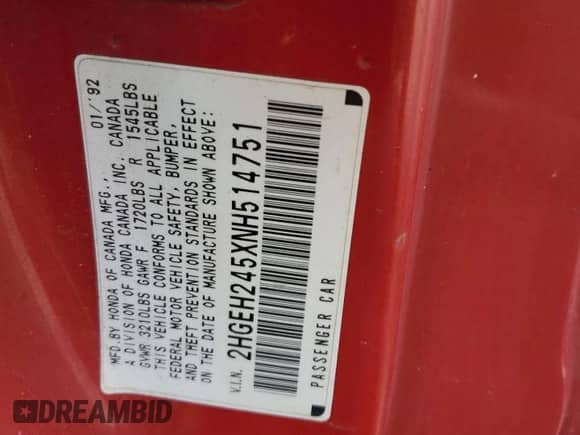 MFD.BY HONDA OF CANADA MFG., 01/'92
A DIVISION OF HONDA CANADA INC. CANADA
GVWR 3210LBS GAWR F 1720LBS R 1545LBS
THIS VEHICLE CONFORMS TO ALL APPLICABLE
FEDERAL MOTOR VEHICLE SAFETY, BUMPER,
AND THEFT PREVENTION STANDARDS IN EFFECT
ON THE DATE OF MANUFACTURE SHOWN ABOVE:
V.I.N. 2HGEH245XNH514751
PASSENGER CAR
DREAMBID